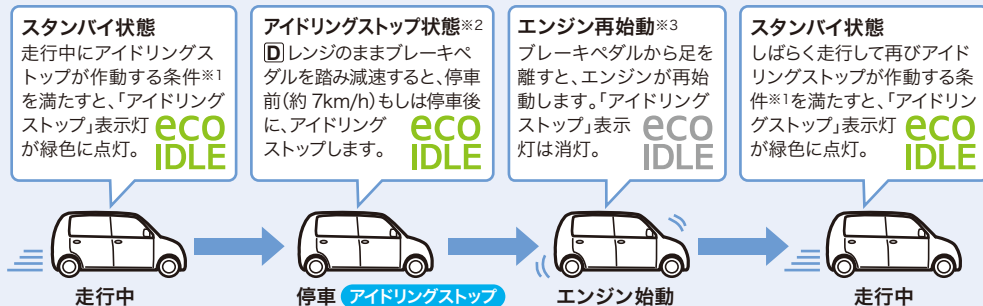 スタンバイ状態
走行中にアイドリングス
トップが作動する条件※1
を満たすと、「アイドリング
ストップ」表示灯
が緑色に点灯。
eco
IDLE
アイドリングストップ状態※2
Dレンジのままブレーキペ
ダルを踏み減速すると、停車
前(約 7km/h)もしは停車後
に、アイドリング
ストップします。
eco
IDLE
エンジン再始動※3
ブレーキペダルから足を
離すと、エンジンが再始
動します。「アイドリング
ストップ」表示
灯は消灯。
eco
IDLE
スタンバイ状態
しばらく走行して再びアイド
リングストップが作動する条
件※1を満たすと、「アイドリン
グストップ」表示灯
が緑色に点灯。
eco
IDLE
走行中
停車 アイドリングストップ
エンジン始動
走行中